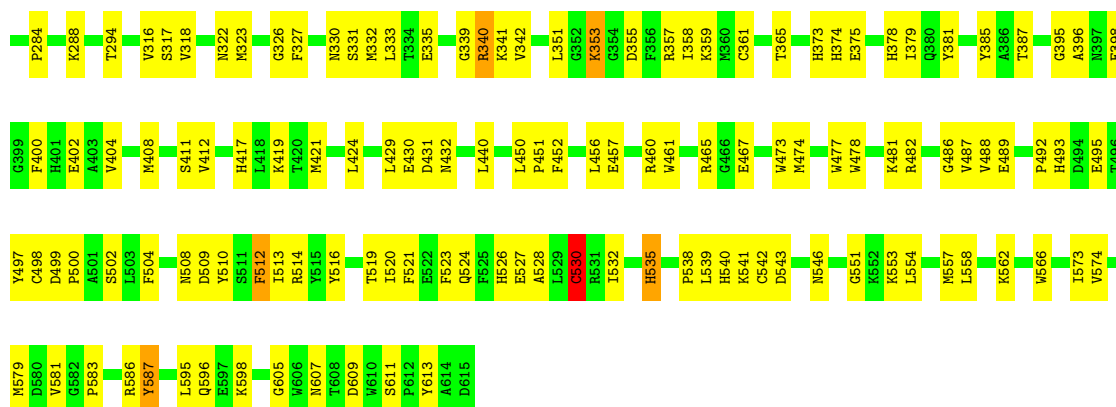 P284 K288 T294 V316 S317 V318 N322 M323 G326 F327 N330 S331 M332 L333 T334 E335 G339 R340 K341 V342 L351 G352 K353 G354 D355 F356 R357 I358 K359 M360 C361 T365 H373 H374 E375 H378 I379 Q380 Y381 Y385 A386 T387 G395 A396 N397 E398
G399 F400 H401 E402 A403 V404 M408 S411 V412 H417 L418 K419 T420 M421 L424 L429 E430 D431 N432 L440 L450 P451 F452 L456 E457 R460 W461 R465 G466 E467 W473 M474 W477 W478 K481 R482 G486 V487 V488 E489 P492 H493 D494 E495 T496
Y497 C498 D499 P500 A501 S502 L503 F504 N508 D509 Y510 S511 F512 I513 R514 Y515 Y516 T519 I520 F521 E522 F523 Q524 F525 H526 E527 A528 L529 C530 R531 I532 H535 P538 L539 H540 K541 C542 D543 N546 G551 K552 K553 L554 M557 L558 K562 W566 I573 V574
M579 D580 V581 G582 P583 R586 Y587 L595 Q596 E597 K598 G605 W606 N607 T608 D609 W610 S611 P612 Y613 A614 D615